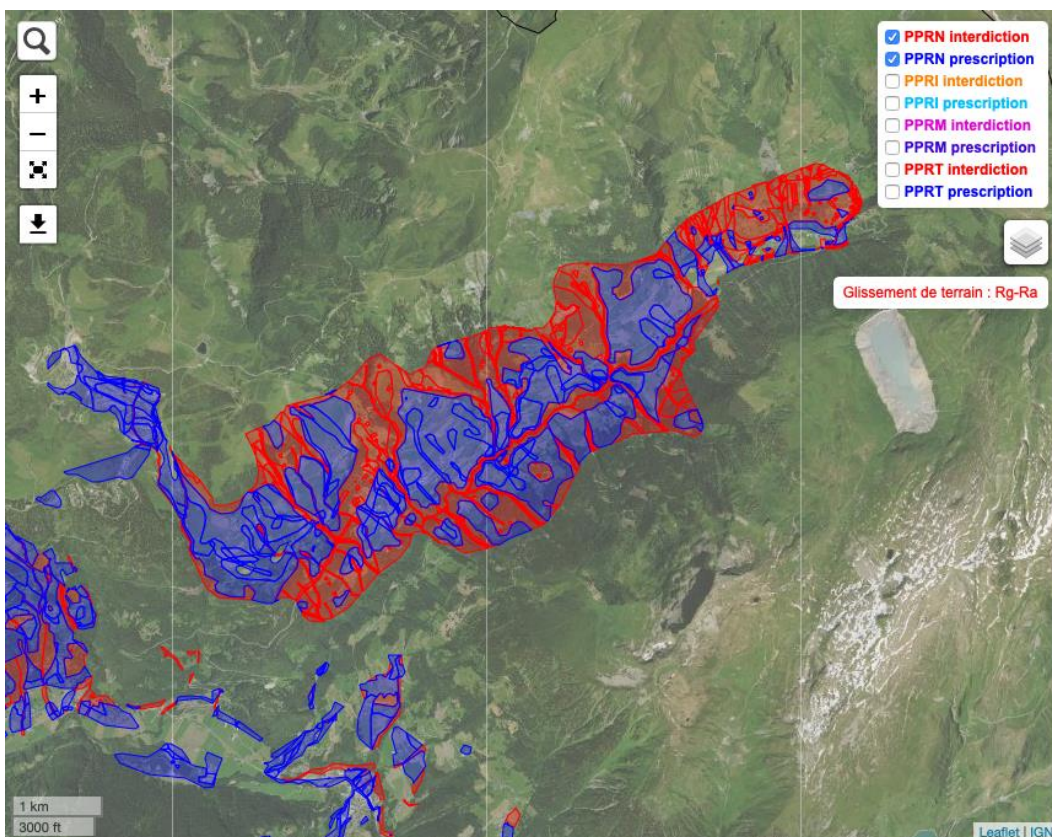 PPRN interdiction
PPRN prescription
PPRI interdiction
PPRI prescription
PPRM interdiction
PPRM prescription
PPRT interdiction
PPRT prescription
+
−
Glissement de terrain : Rg-Ra
1 km
3000 ft
Leaflet | IGN